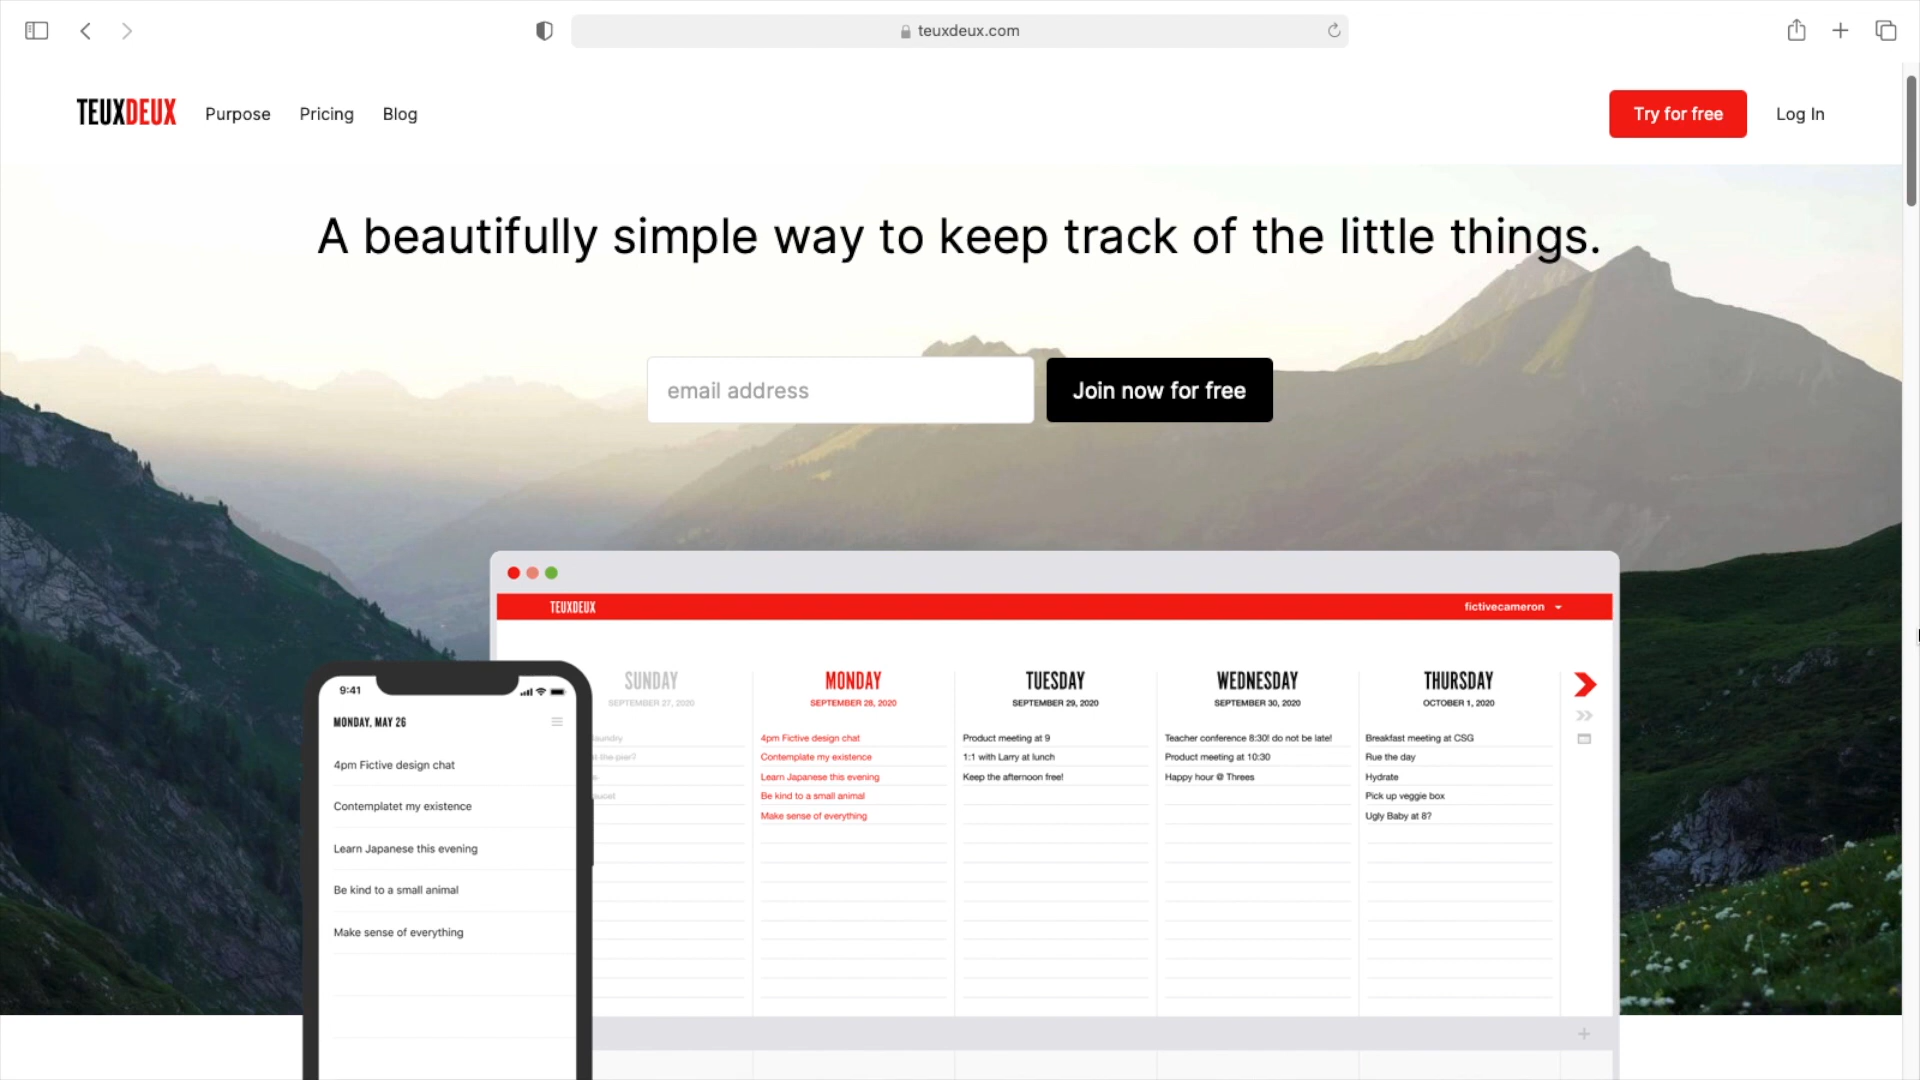 teuxdeux.com
TEUXDEUX Purpose Pricing Blog Try for free Log In
A beautifully simple way to keep track of the little things.
email address Join now for free
TEUXDEUX fictivecameron
SUNDAY
SEPTEMBER 27, 2020
laundry
at the pier?
MONDAY
SEPTEMBER 28, 2020
4pm Fictive design chat
Contemplate my existence
Learn Japanese this evening
Be kind to a small animal
Make sense of everything
TUESDAY
SEPTEMBER 29, 2020
Product meeting at 9
1:1 with Larry at lunch
Keep the afternoon free!
WEDNESDAY
SEPTEMBER 30, 2020
Teacher conference 8:30! do not be late!
Product meeting at 10:30
Happy hour @ Threes
THURSDAY
OCTOBER 1, 2020
Breakfast meeting at CSG
Rue the day
Hydrate
Pick up veggie box
Ugly Baby at 8?
9:41
MONDAY, MAY 26
4pm Fictive design chat
Contemplatet my existence
Learn Japanese this evening
Be kind to a small animal
Make sense of everything